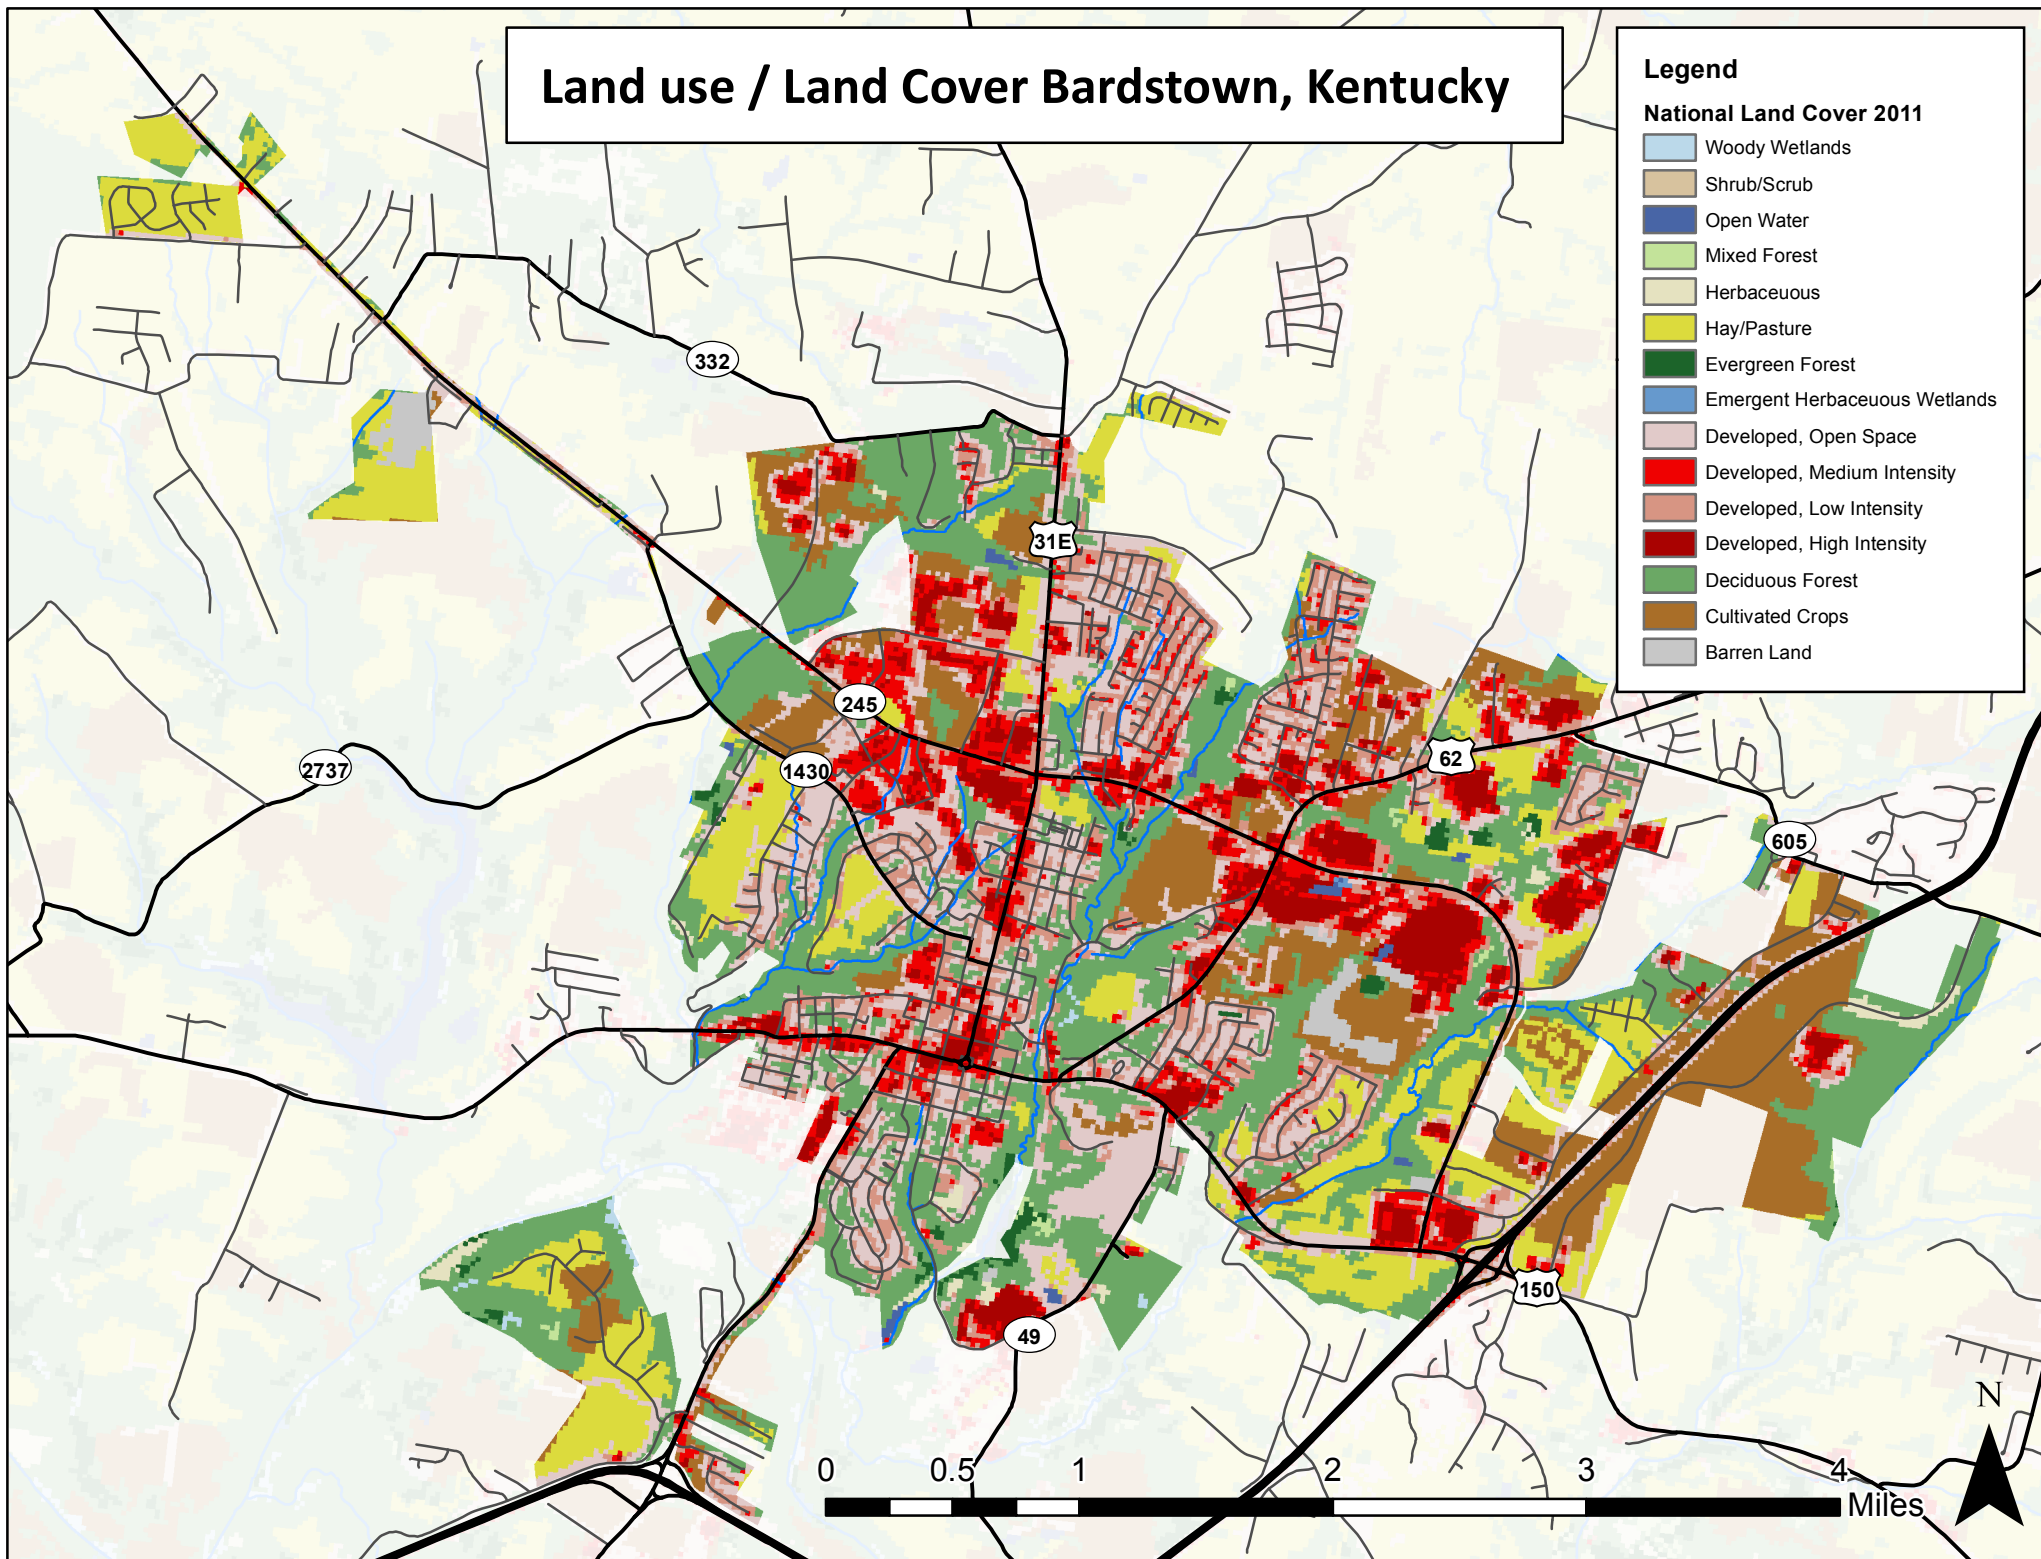 Land use / Land Cover Bardstown, Kentucky
Legend
National Land Cover 2011
Woody Wetlands
Shrub/Scrub
Open Water
Mixed Forest
Herbaceuous
Hay/Pasture
Evergreen Forest
Emergent Herbaceuous Wetlands
Developed, Open Space
Developed, Medium Intensity
Developed, Low Intensity
Developed, High Intensity
Deciduous Forest
Cultivated Crops
Barren Land
332
31E
245
62
2737
1430
605
150
49
N
0 0.5 1 2 3 4
Miles